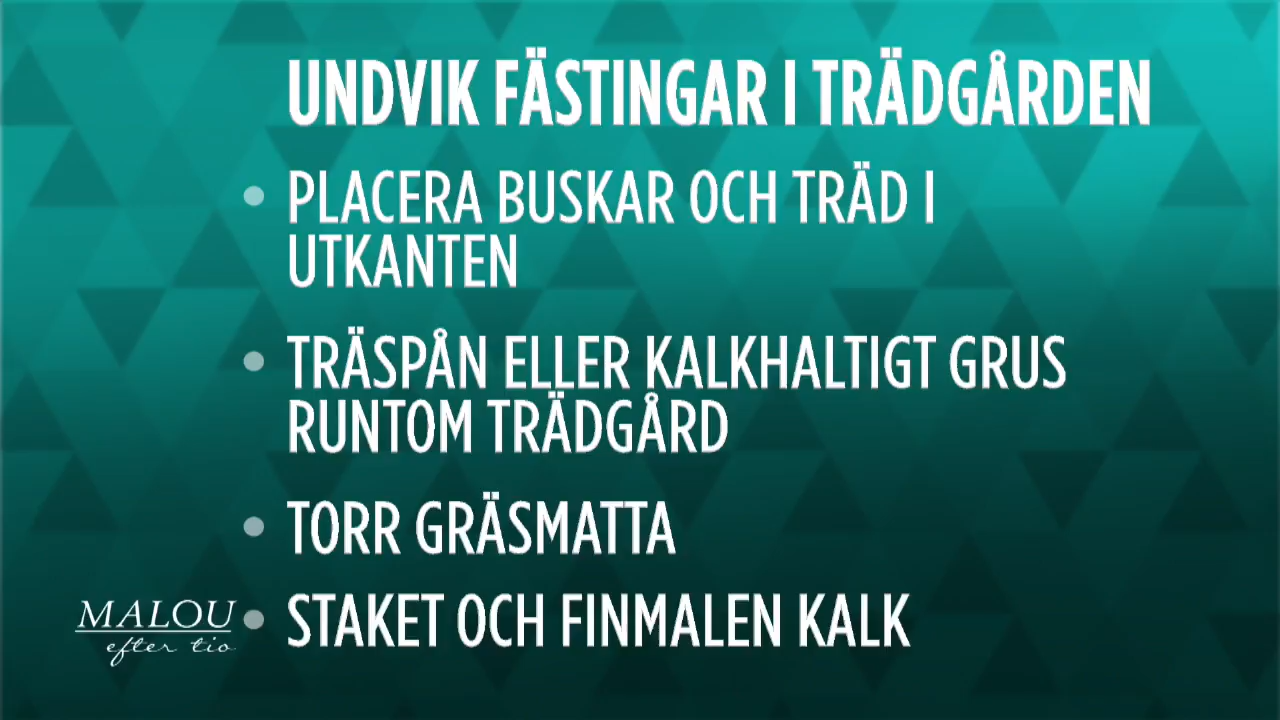 UNDVIK FÄSTINGAR I TRÄDGÅRDEN
• PLACERA BUSKAR OCH TRÄD I
UTKANTEN
• TRÄSPÅN ELLER KALKHALTIGT GRUS
RUNTOM TRÄDGÅRD
• TORR GRÄSMATTA
• STAKET OCH FINMALEN KALK
MALOU
efter tio